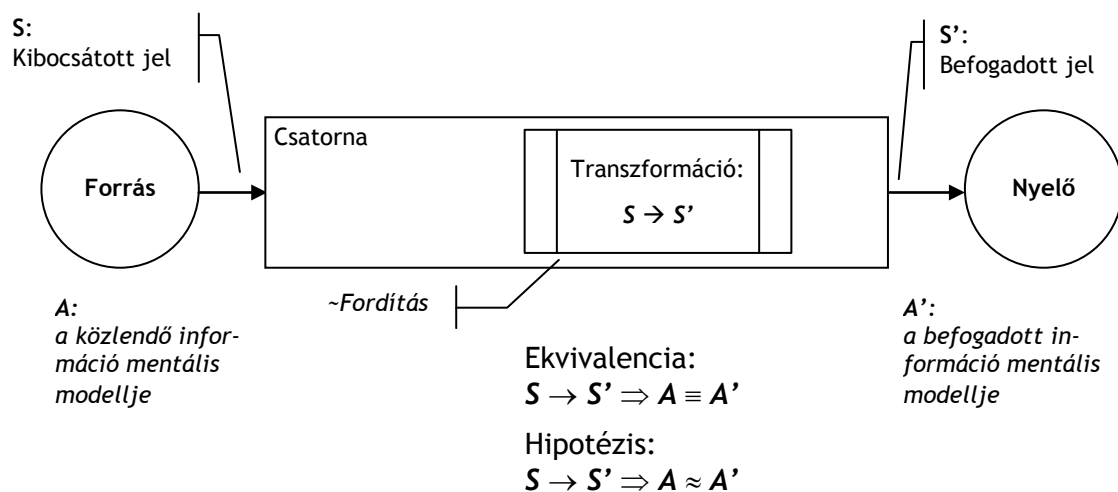 S:
Kibocsátott jel
S’:
Befogadott jel
Forrás
Csatorna
Transzformáció:
S → S’
Nyelő
~Fordítás
A:
a közlendő infor-
máció mentális
modellje
A’:
a befogadott in-
formáció mentális
modellje
Ekvivalencia:
S → S’ ⇒ A ≡ A’
Hipotézis:
S → S’ ⇒ A ≈ A’